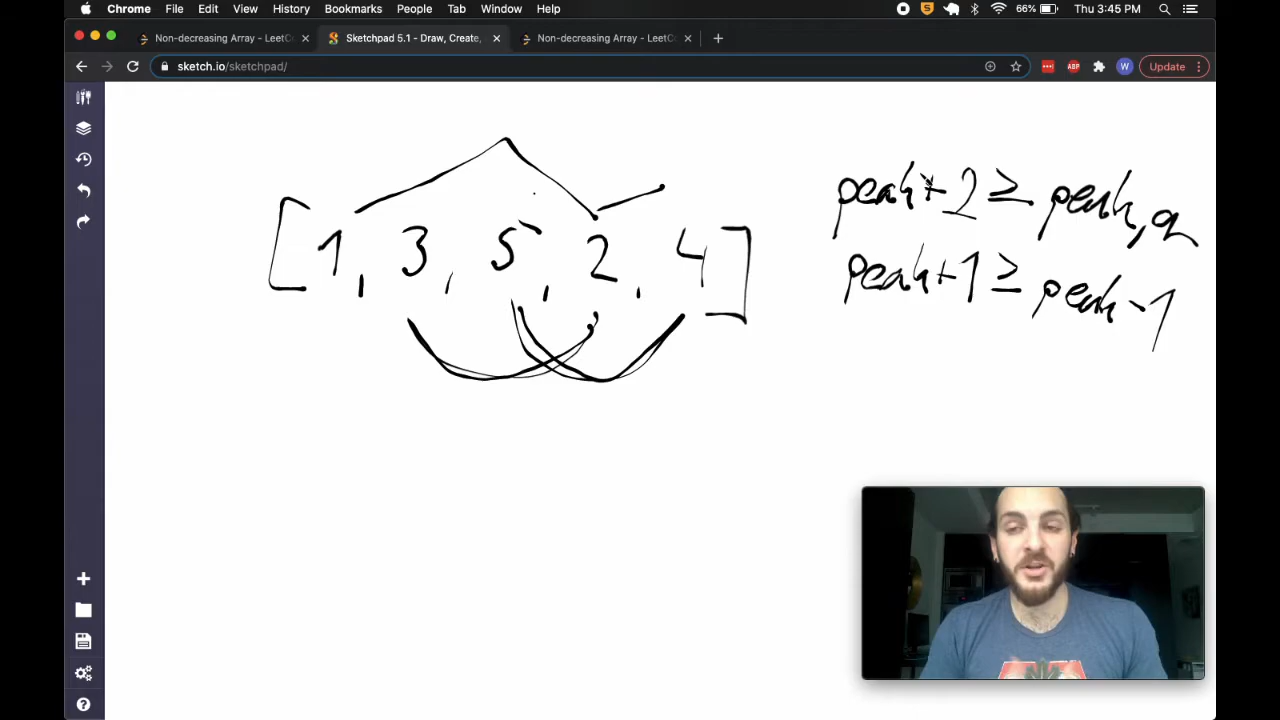 Chrome File Edit View History Bookmarks People Tab Window Help 66% Thu 3:45 PM
Non-decreasing Array - LeetC Sketchpad 5.1 - Draw, Create, Non-decreasing Array - LeetC
sketch.io/sketchpad/ ABP W Update
[1, 3, 5, 2, 4]
peak+2 ≥ peak,
peak+1 ≥ peak-1